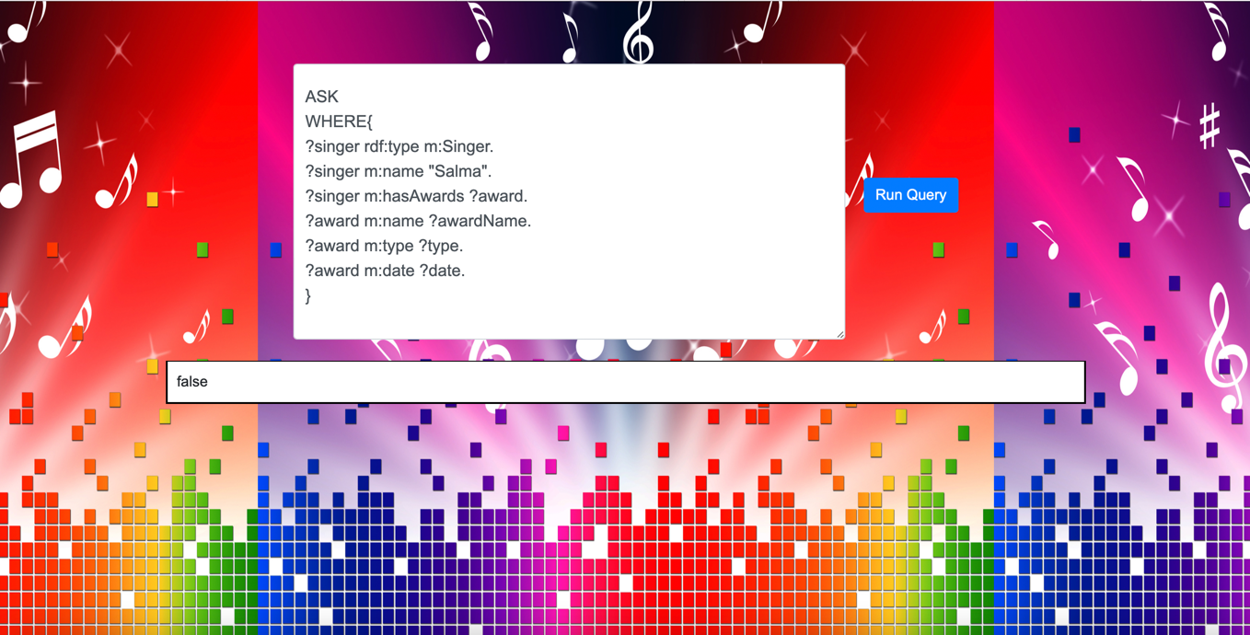 ASK
WHERE{
?singer rdf:type m:Singer.
?singer m:name "Salma".
?singer m:hasAwards ?award.
?award m:name ?awardName.
?award m:type ?type.
?award m:date ?date.
}
Run Query
false